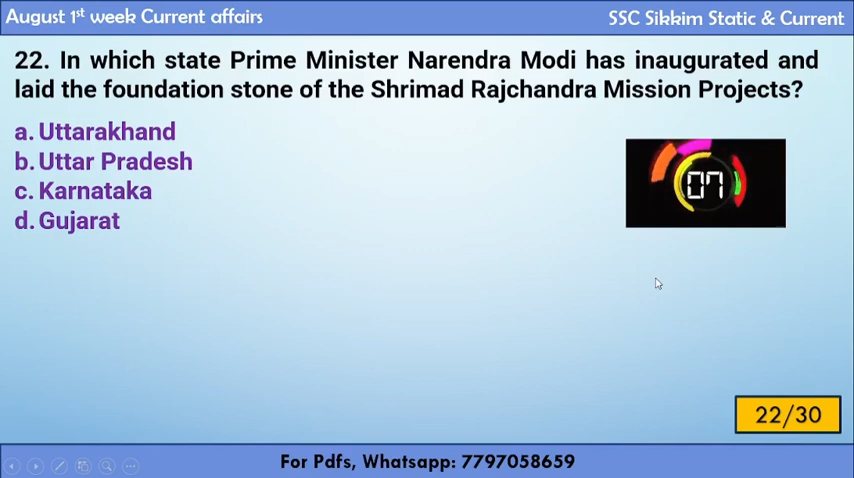 August 1st week Current affairs
SSC Sikkim Static & Current
22. In which state Prime Minister Narendra Modi has inaugurated and
laid the foundation stone of the Shrimad Rajchandra Mission Projects?
a. Uttarakhand
b. Uttar Pradesh
c. Karnataka
d. Gujarat
07
22/30
For Pdfs, Whatsapp: 7797058659